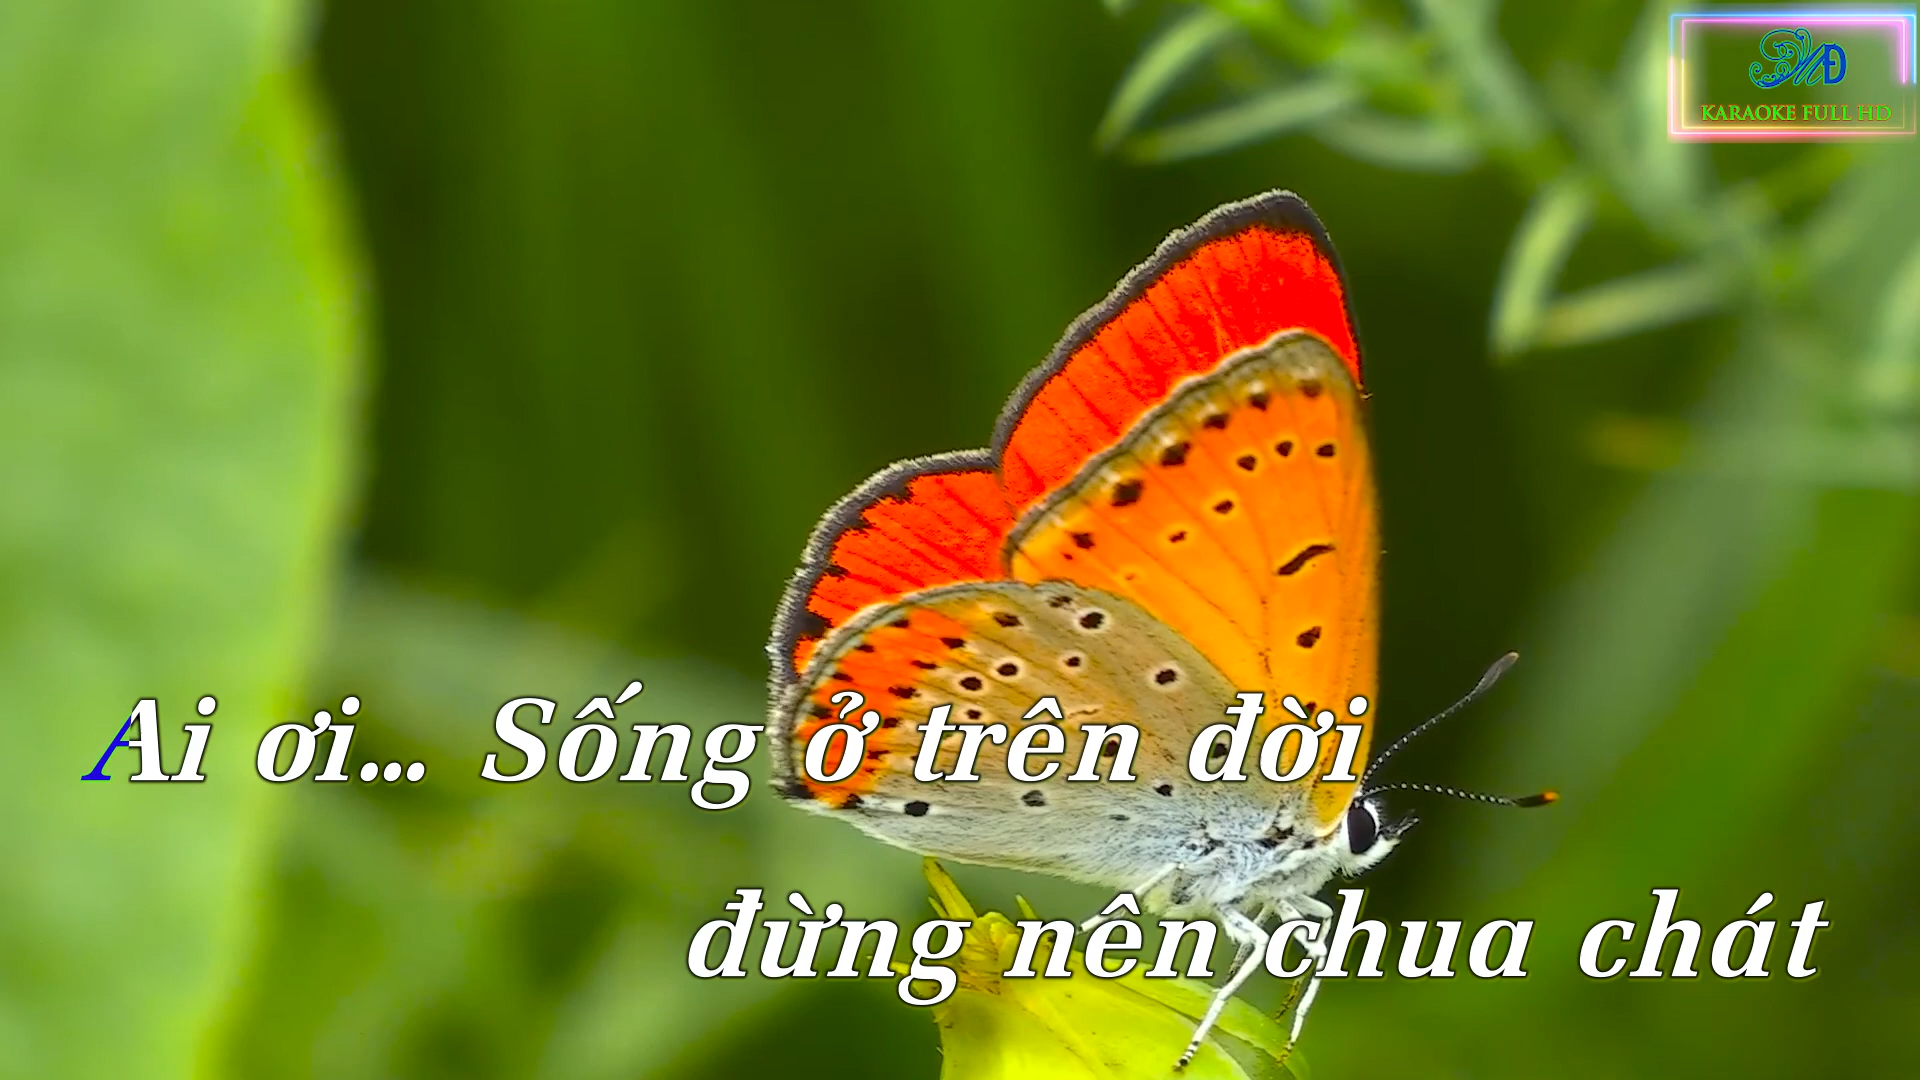 KARAOKE FULL HD
Ai ơi... Sống ở trên đời
đừng nên chua chát